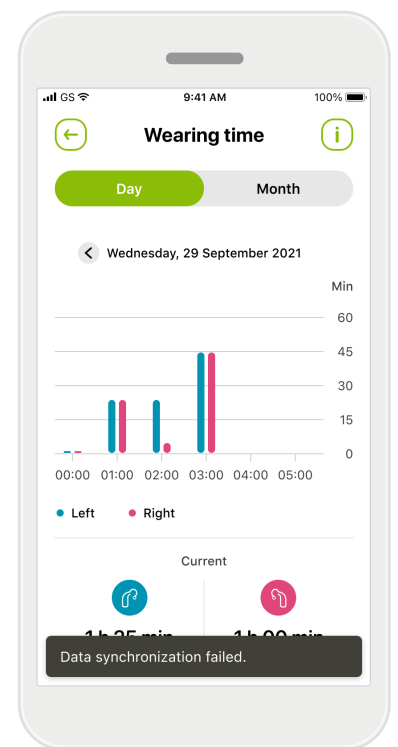 GS 9:41 AM 100%
Wearing time
Day Month
Wednesday, 29 September 2021
Min
60
45
30
15
0
00:00 01:00 02:00 03:00 04:00 05:00
Left Right
Current
Data synchronization failed.